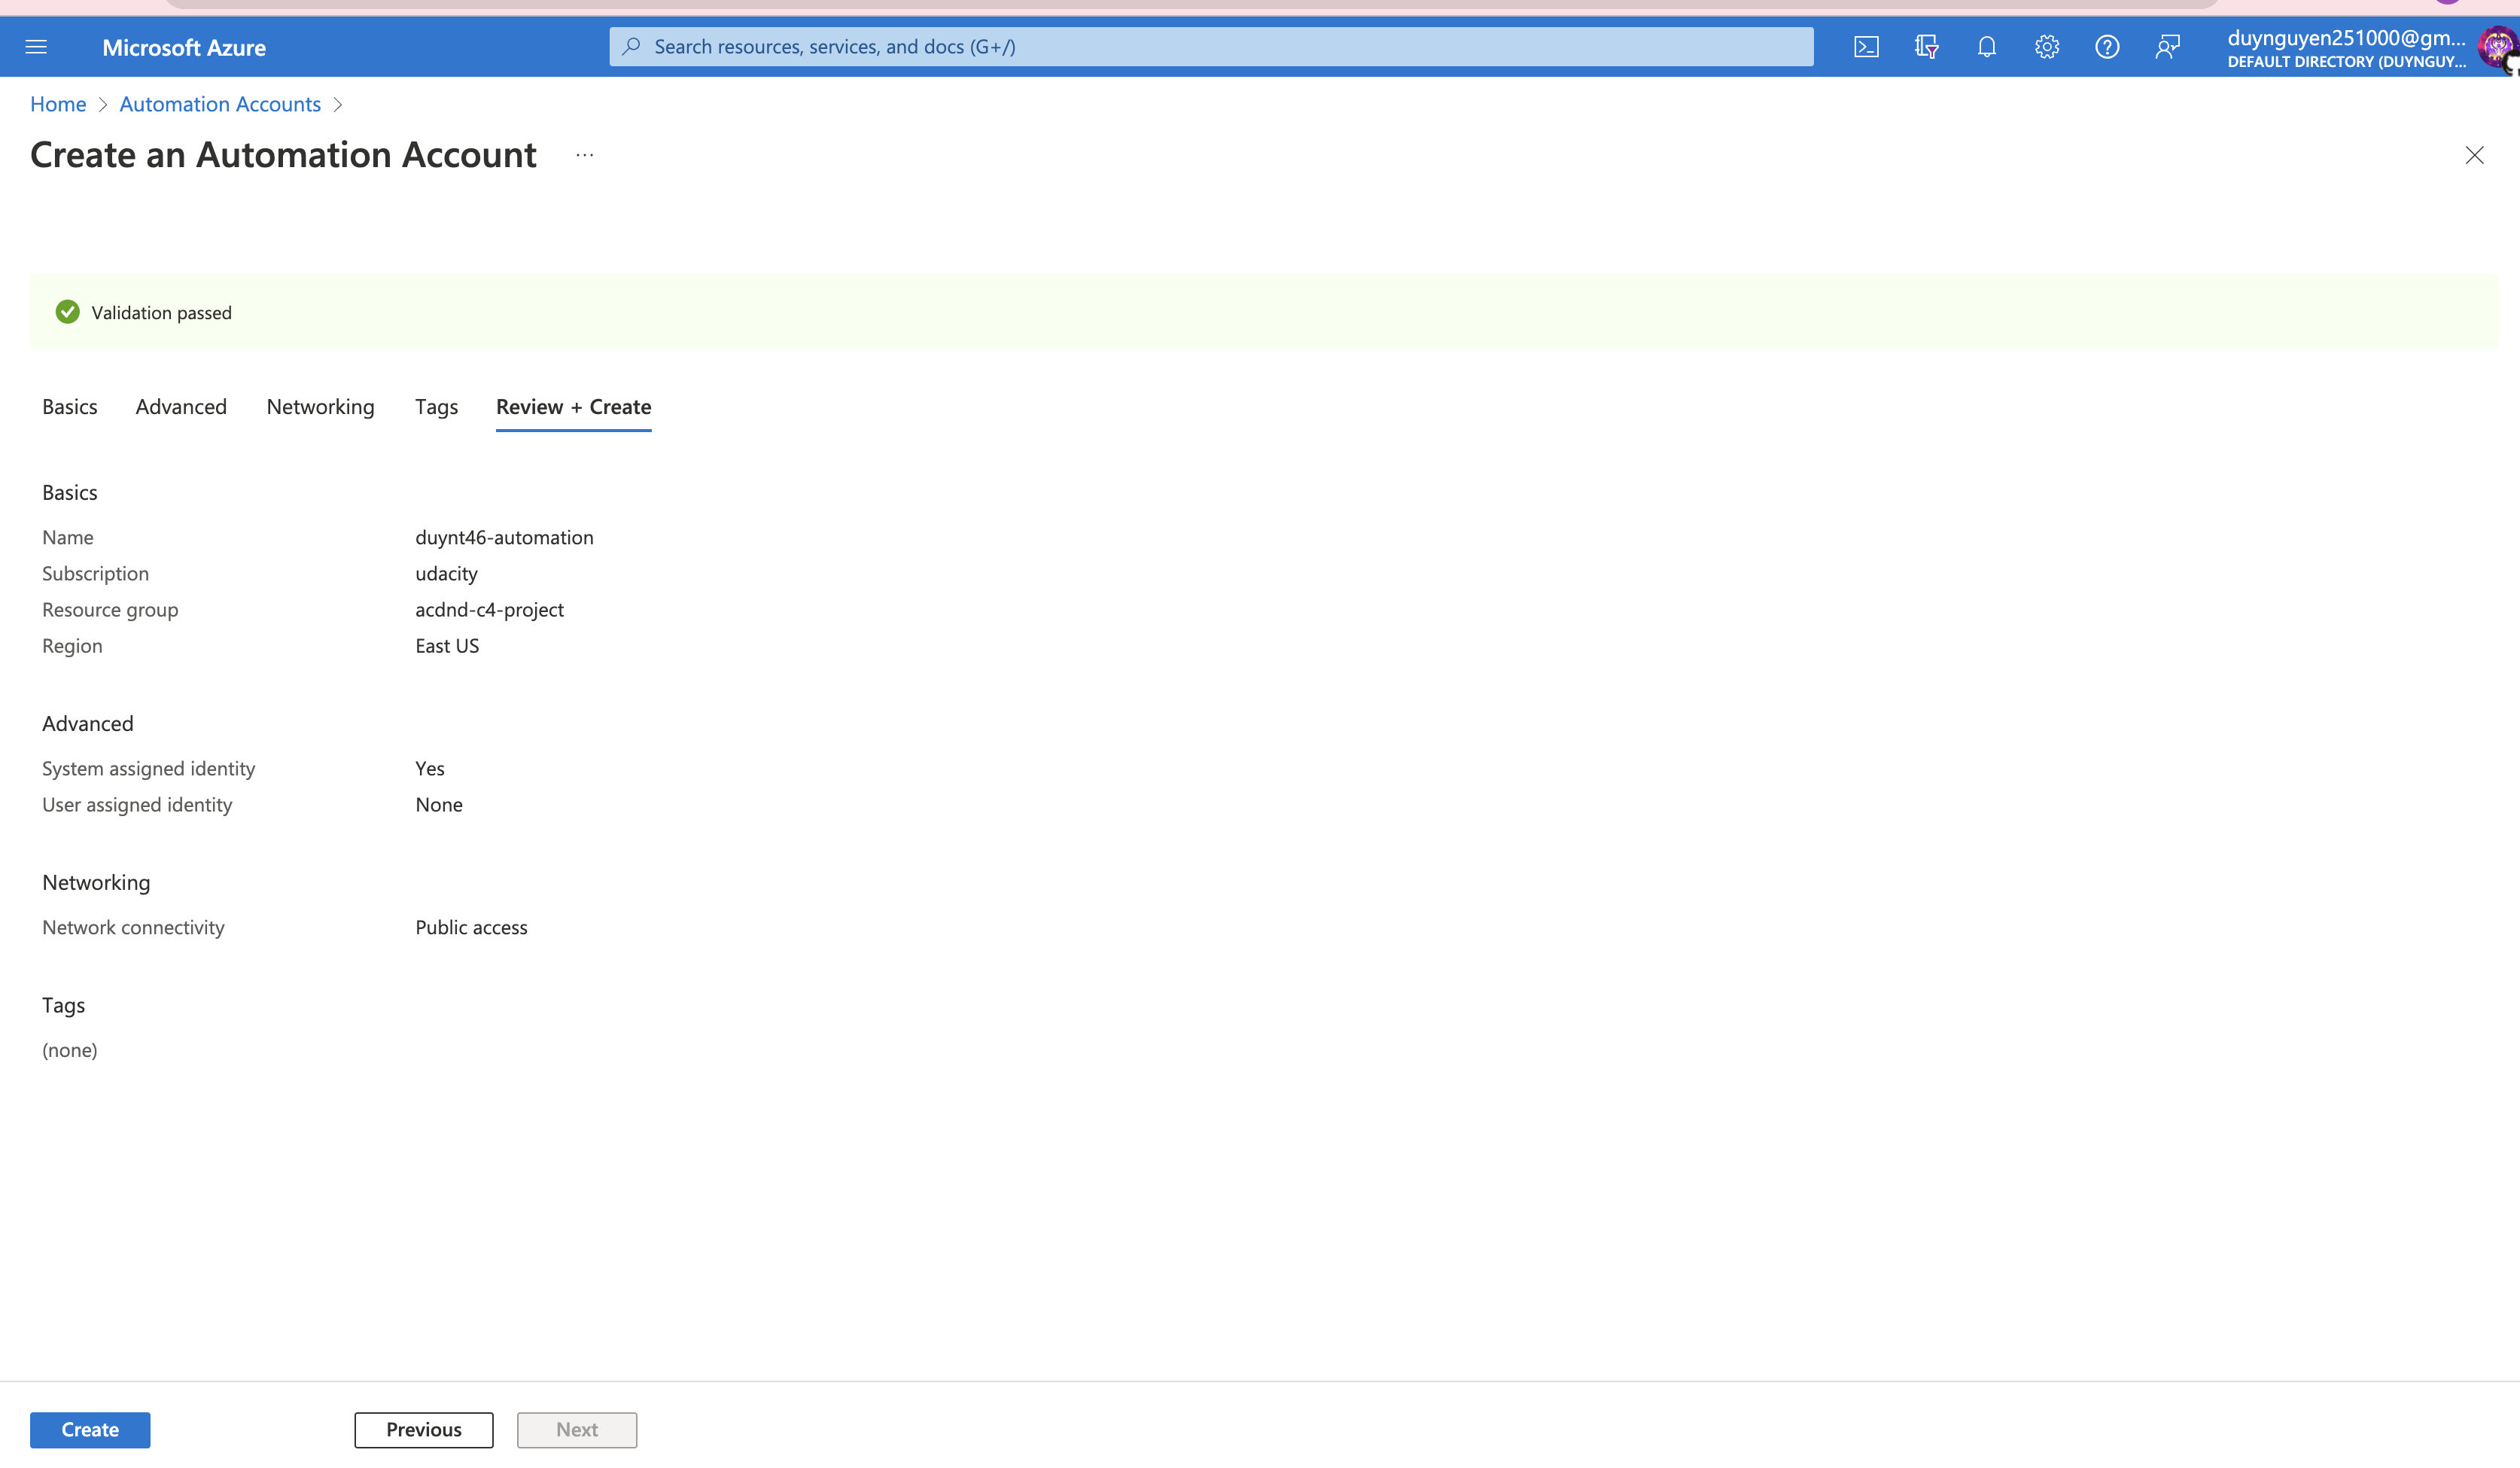 Microsoft Azure
Search resources, services, and docs (G+/)
duynguyen251000@gm...
DEFAULT DIRECTORY (DUYNGUY...
Home > Automation Accounts >
Create an Automation Account ...
Validation passed
Basics Advanced Networking Tags Review + Create
Basics
Name duynt46-automation
Subscription udacity
Resource group acdnd-c4-project
Region East US
Advanced
System assigned identity Yes
User assigned identity None
Networking
Network connectivity Public access
Tags
(none)
Create Previous Next